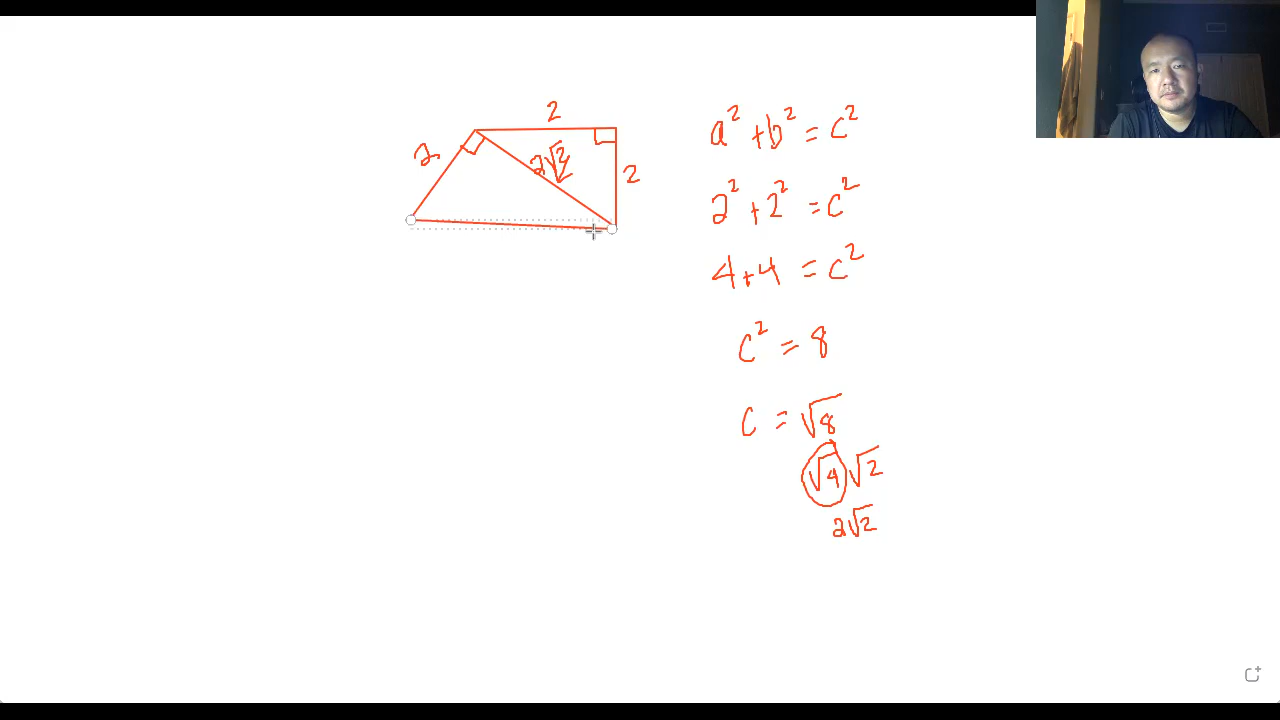 2
2
2√2
2
a² + b² = c²
2² + 2² = c²
4 + 4 = c²
c² = 8
c = √8
√4 √2
2√2